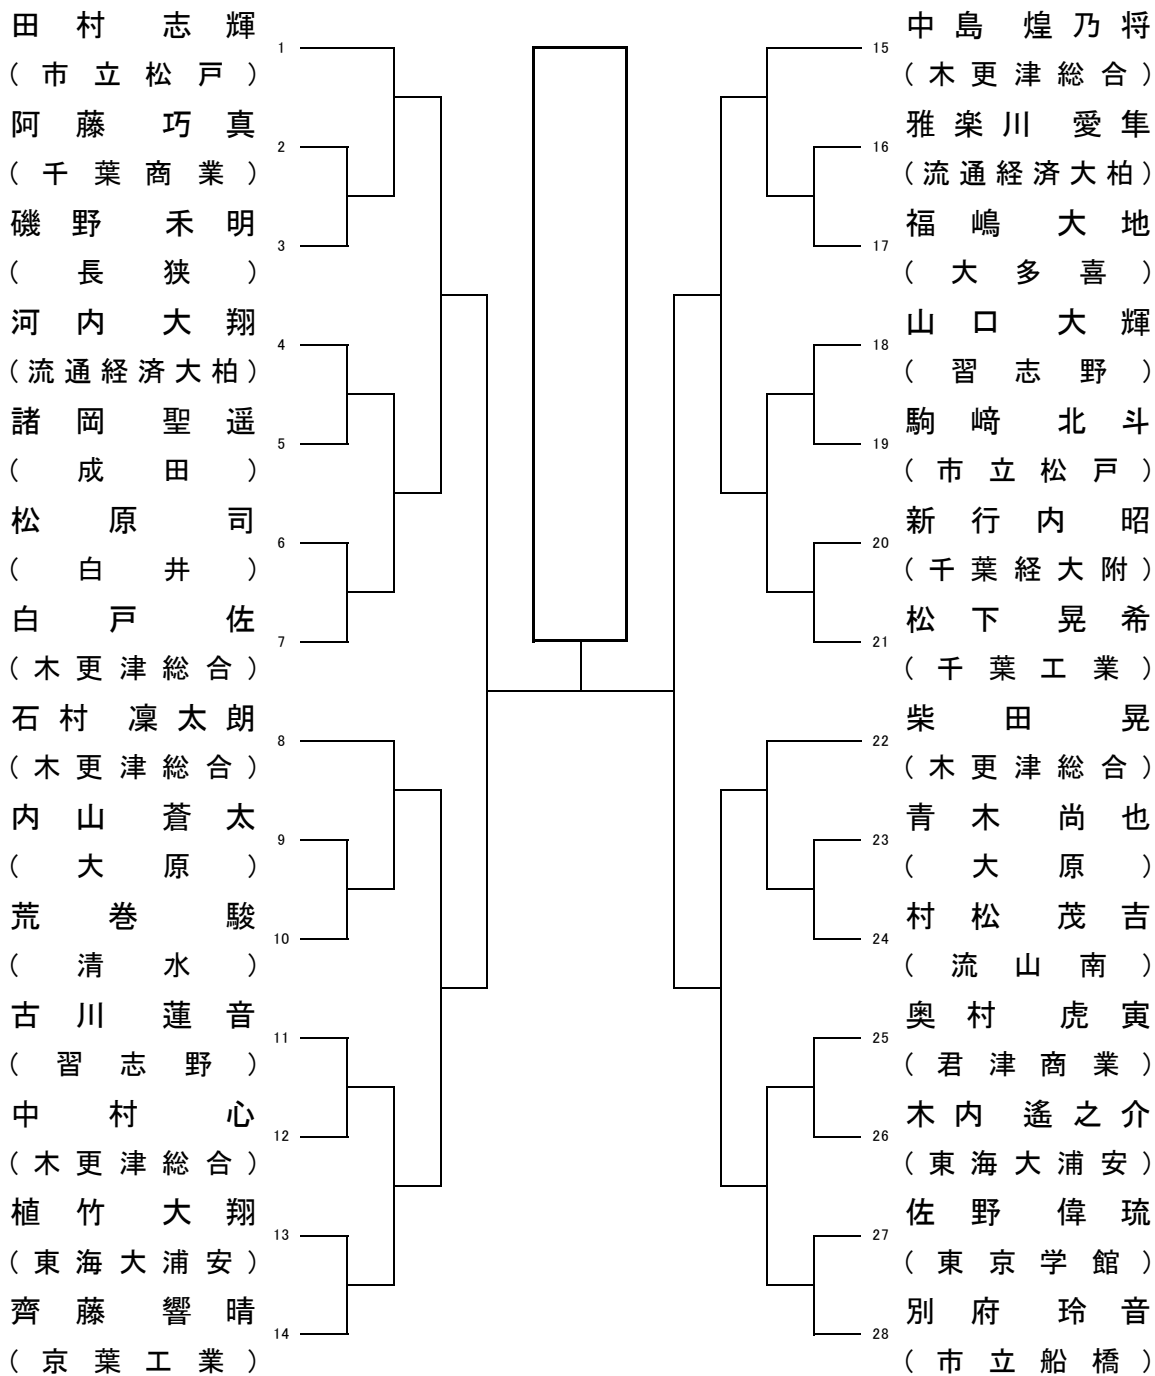 田村 志輝
1
(市立松戸)
阿藤 巧真
2
(千葉商業)
磯野 禾明
3
(長狭)
河内 大翔
4
(流通経済大柏)
諸岡 聖遥
5
(成田)
松原 司
6
(白井)
白戸 佐
7
(木更津総合)
石村 凜太朗
8
(木更津総合)
内山 蒼太
9
(大原)
荒巻 駿
10
(清水)
古川 蓮音
11
(習志野)
中村 心
12
(木更津総合)
植竹 大翔
13
(東海大浦安)
齊藤 響晴
14
(京葉工業)
中島 煌乃将
15
(木更津総合)
雅楽川 愛隼
16
(流通経済大柏)
福嶋 大地
17
(大多喜)
山口 大輝
18
(習志野)
駒﨑 北斗
19
(市立松戸)
新行内 昭
20
(千葉経大附)
松下 晃希
21
(千葉工業)
柴田 晃
22
(木更津総合)
青木 尚也
23
(大原)
村松 茂吉
24
(流山南)
奥村 虎寅
25
(君津商業)
木内 遙之介
26
(東海大浦安)
佐野 偉琉
27
(東京学館)
別府 玲音
28
(市立船橋)